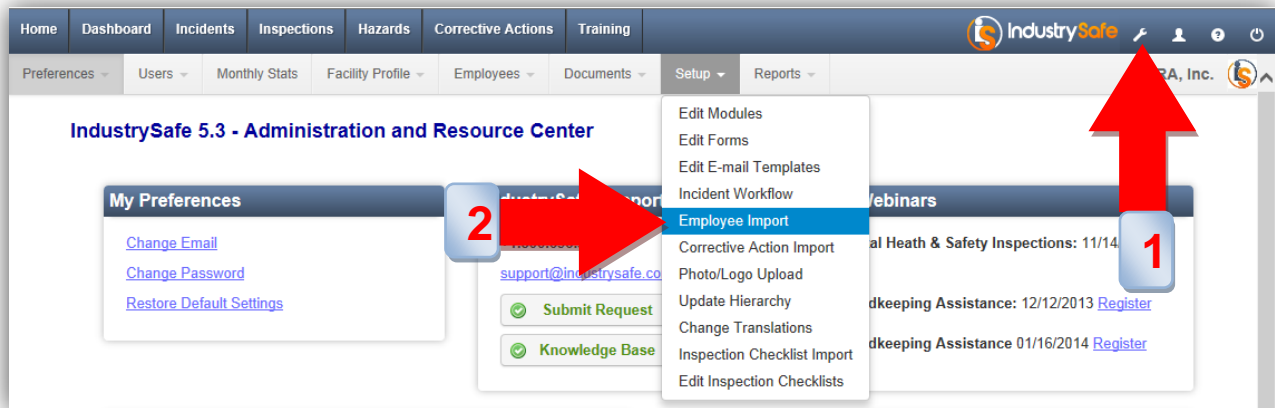 Home Dashboard Incidents Inspections Hazards Corrective Actions Training IndustrySafe
Preferences Users Monthly Stats Facility Profile Employees Documents Setup Reports RA, Inc.
IndustrySafe 5.3 - Administration and Resource Center
Edit Modules
Edit Forms
Edit E-mail Templates
Incident Workflow
Employee Import
Corrective Action Import
Photo/Logo Upload
Update Hierarchy
Change Translations
Inspection Checklist Import
Edit Inspection Checklists
My Preferences
Change Email
Change Password
Restore Default Settings
2
support@industrysafe.co
Submit Request
Knowledge Base
ebinars
al Heath & Safety Inspections: 11/14
dkeeping Assistance: 12/12/2013 Register
dkeeping Assistance 01/16/2014 Register
1